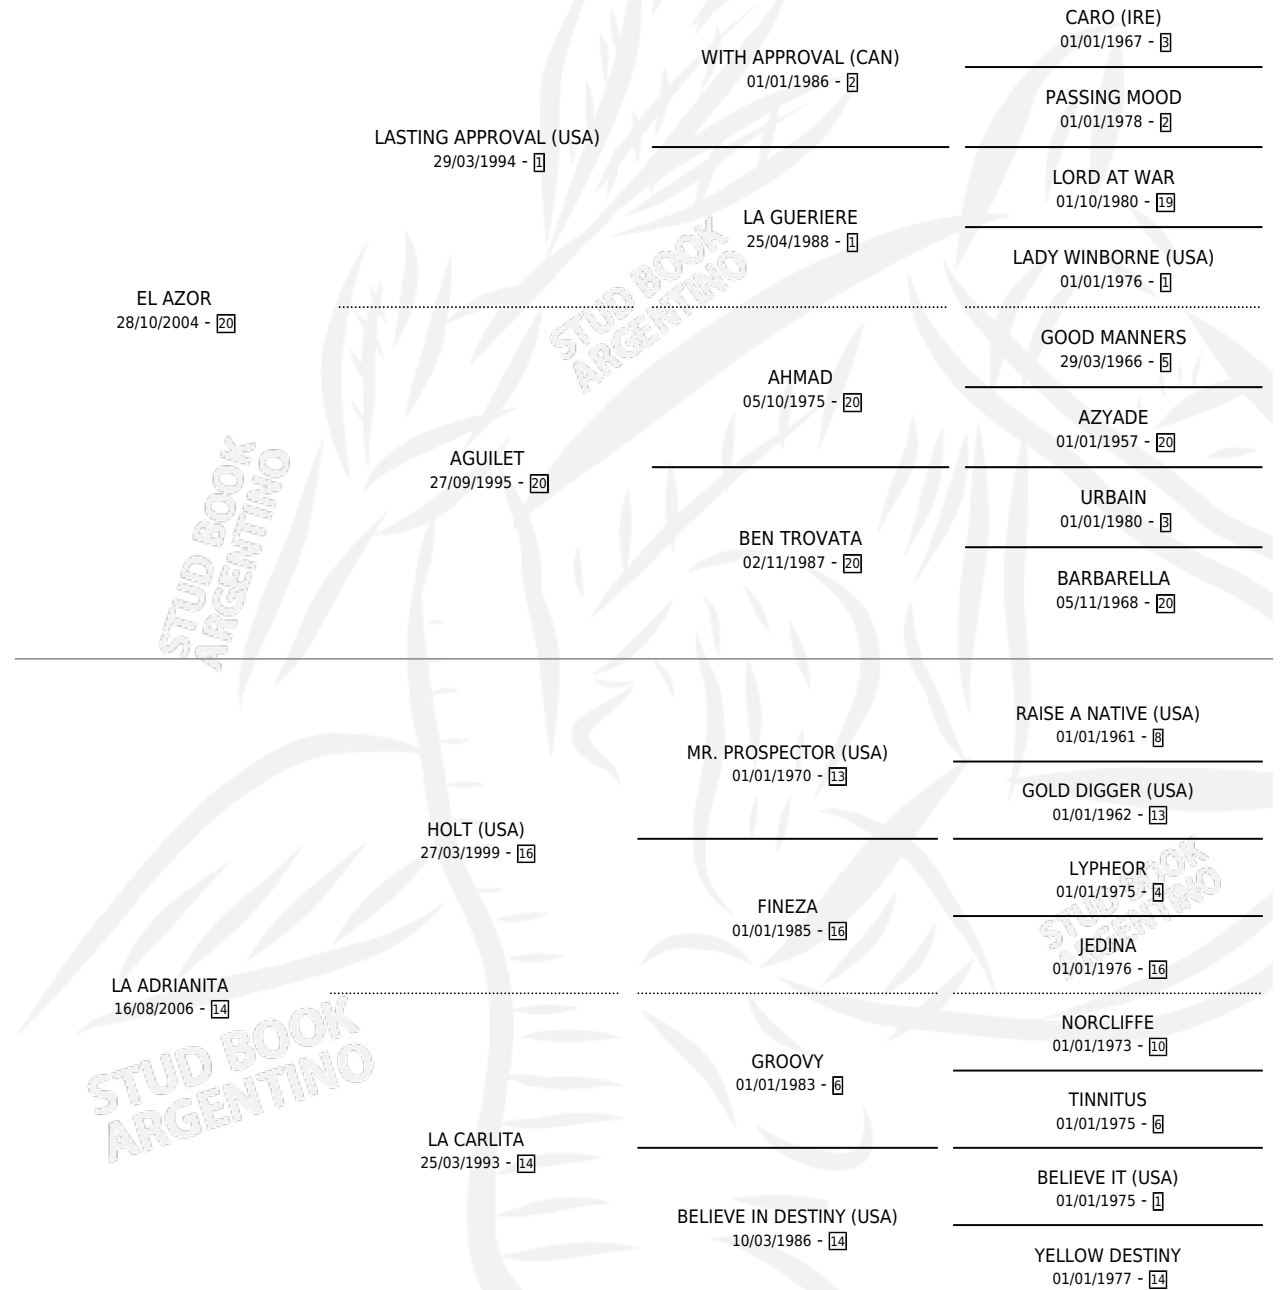 CARO (IRE)
01/01/1967 - 3
WITH APPROVAL (CAN)
01/01/1986 - 2
PASSING MOOD
01/01/1978 - 2
LASTING APPROVAL (USA)
29/03/1994 - 1
LORD AT WAR
01/10/1980 - 19
LA GUERIERE
25/04/1988 - 1
LADY WINBORNE (USA)
01/01/1976 - 1
EL AZOR
28/10/2004 - 20
GOOD MANNERS
29/03/1966 - 5
AHMAD
05/10/1975 - 20
AZYADE
01/01/1957 - 20
AGUILET
27/09/1995 - 20
URBAIN
01/01/1980 - 3
BEN TROVATA
02/11/1987 - 20
BARBARELLA
05/11/1968 - 20
RAISE A NATIVE (USA)
01/01/1961 - 8
MR. PROSPECTOR (USA)
01/01/1970 - 13
GOLD DIGGER (USA)
01/01/1962 - 13
HOLT (USA)
27/03/1999 - 16
LYPHEOR
01/01/1975 - 4
FINEZA
01/01/1985 - 16
JEDINA
01/01/1976 - 16
LA ADRIANITA
16/08/2006 - 14
NORCLIFFE
01/01/1973 - 10
GROOVY
01/01/1983 - 6
TINNITUS
01/01/1975 - 6
LA CARLITA
25/03/1993 - 14
BELIEVE IT (USA)
01/01/1975 - 1
BELIEVE IN DESTINY (USA)
10/03/1986 - 14
YELLOW DESTINY
01/01/1977 - 14
STUD BOOK
ARGENTINO
STUD BOOK
ARGENTINO
STUD BOOK
ARGENTINO
STUD BOOK
ARGENTINO